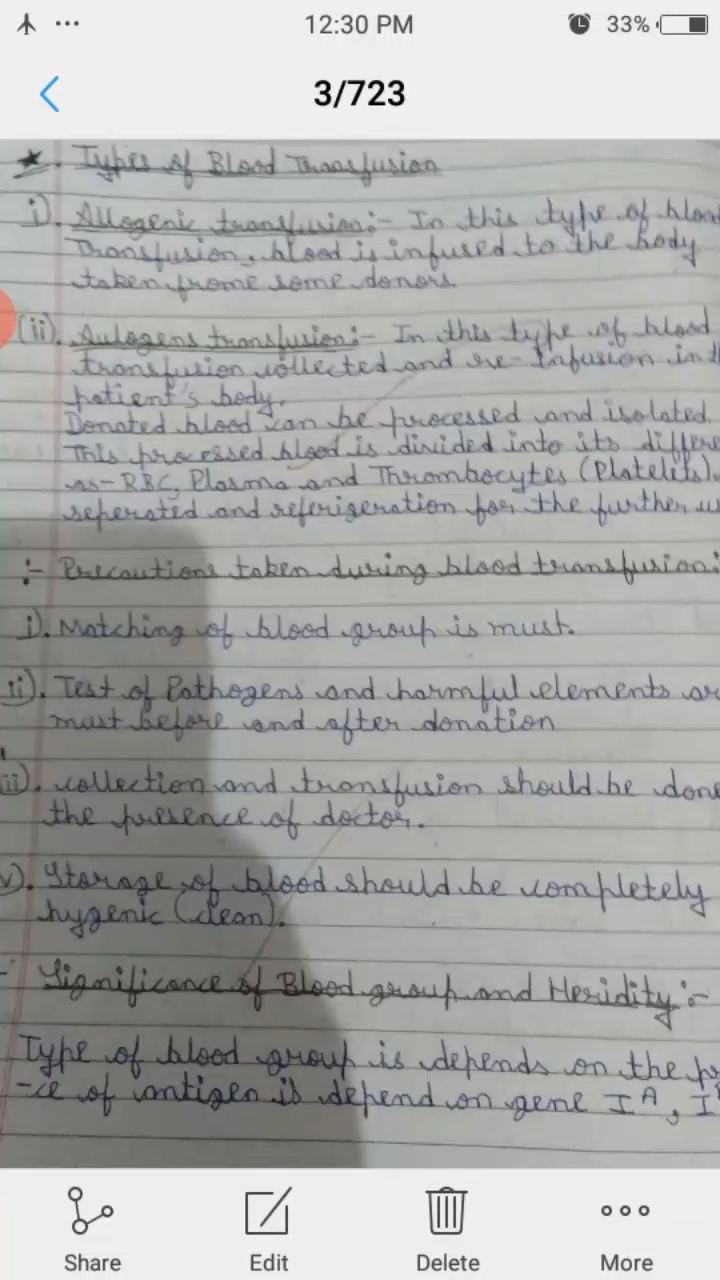 12:30 PM
33%
3/723
Types of Blood Transfusion
i). Allogenic transfusion:- In this type of bloo
Transfusion, blood is infused to the body
taken frome some donors.
(ii). Aulogens transfusion:- In this type of blood
transfusion collected and re-Infusion in th
patient's body.
Donated blood can be processed and isolated.
This processed blood is divided into its differe
as- RBC, Plasma and Thrombocytes (Platelits).
seperated and referigeration for the further u
:- Precautions taken during blood transfusion:
i). Matching of blood group is must.
ii). Test of Pathogens and harmful elements ar
must before and after donation
ii). collection and transfusion should be done
the presence of doctor.
v). Storage of blood should be completely
hygenic (clean).
- Significance of Blood group and Heridity:-
Type of blood group is depends on the p
-ce of antigen is depend on gene I^A, I
Share
Edit
Delete
More